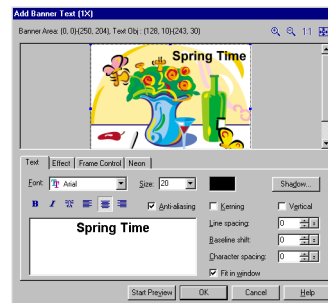 Add Banner Text (1X)
Banner Area: (0, 0)-(250, 204), Text Obj.: (128, 10)-(243, 30) 1:1
Spring Time
Text Effect Frame Control Neon
Font: Arial Size: 20 Shadow...
B I Anti-aliasing Kerning Vertical
Spring Time
Line spacing: 0
Baseline shift: 0
Character spacing: 0
Fit in window
Start Preview OK Cancel Help